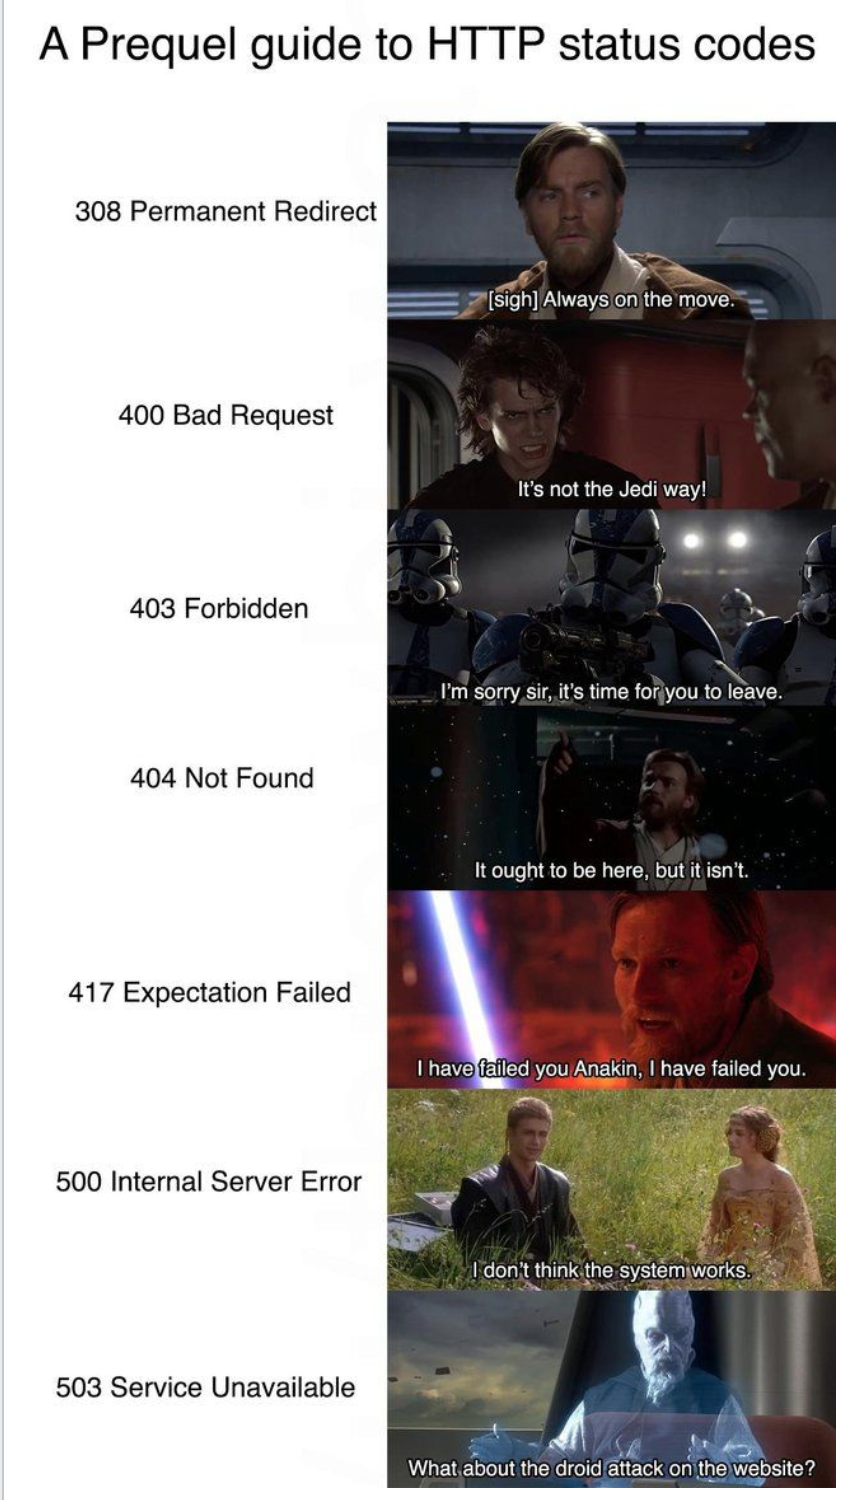 A Prequel guide to HTTP status codes
308 Permanent Redirect
[sigh] Always on the move.
400 Bad Request
It's not the Jedi way!
403 Forbidden
I'm sorry sir, it's time for you to leave.
404 Not Found
It ought to be here, but it isn't.
417 Expectation Failed
I have failed you Anakin, I have failed you.
500 Internal Server Error
I don't think the system works.
503 Service Unavailable
What about the droid attack on the website?